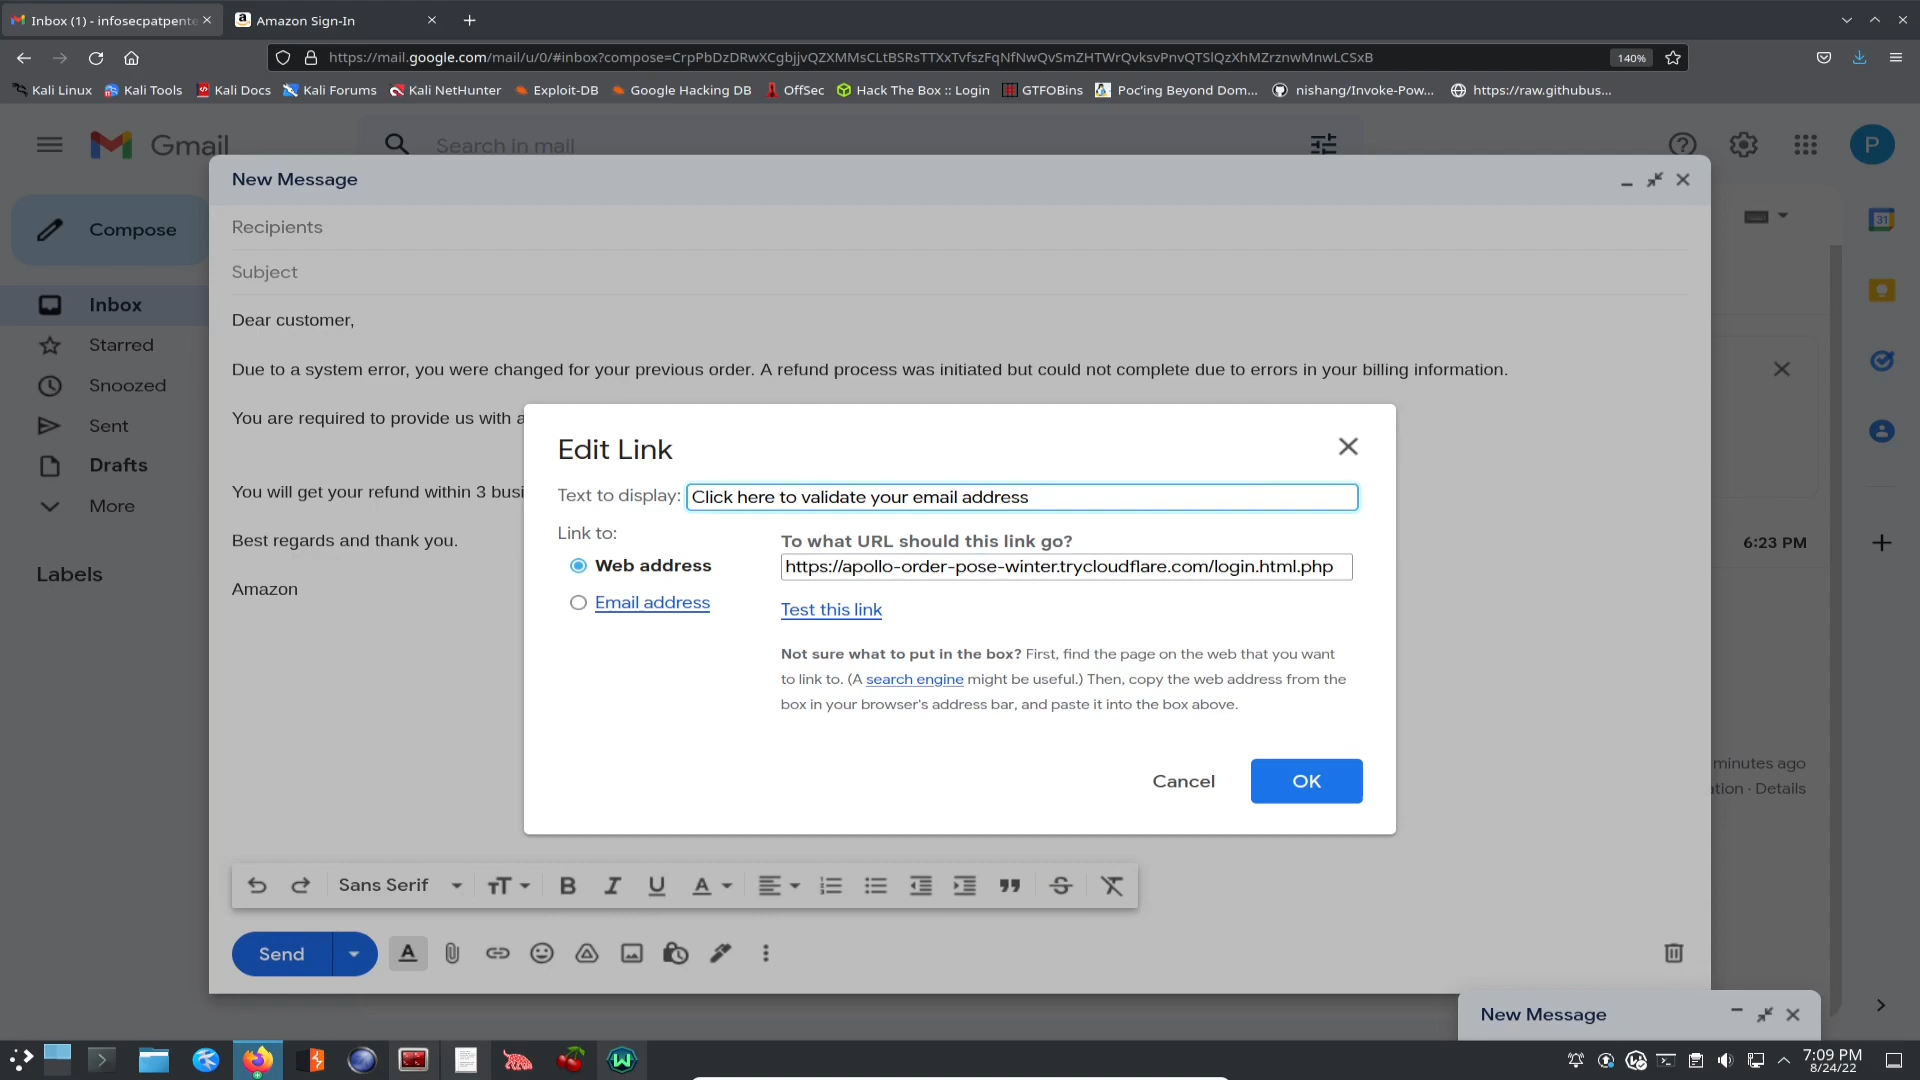 Inbox (1) - infosecpatpente
Amazon Sign-In
https://mail.google.com/mail/u/0/#inbox?compose=CrpPbDzDRwXCgbjjvQZXMMsCLtBSRsTTXxTvfszFqNfNwQvSmZHTWrQvksvPnvQTSlQzXhMZrznwMnwLCSxB
140%
Kali Linux
Kali Tools
Kali Docs
Kali Forums
Kali NetHunter
Exploit-DB
Google Hacking DB
OffSec
Hack The Box :: Login
GTFOBins
Poc'ing Beyond Dom...
nishang/Invoke-Pow...
https://raw.githubus...
Gmail
Search in mail
P
New Message
Compose
Recipients
Subject
31
Inbox
Starred
Snoozed
Sent
Drafts
More
Labels
Dear customer,
Due to a system error, you were changed for your previous order. A refund process was initiated but could not complete due to errors in your billing information.
You are required to provide us with a
You will get your refund within 3 busi
Best regards and thank you.
Amazon
Edit Link
Text to display: Click here to validate your email address
Link to:
Web address
Email address
To what URL should this link go?
https://apollo-order-pose-winter.trycloudflare.com/login.html.php
Test this link
Not sure what to put in the box? First, find the page on the web that you want
to link to. (A search engine might be useful.) Then, copy the web address from the
box in your browser's address bar, and paste it into the box above.
Cancel
OK
6:23 PM
minutes ago
tion · Details
Sans Serif
Send
New Message
7:09 PM
8/24/22